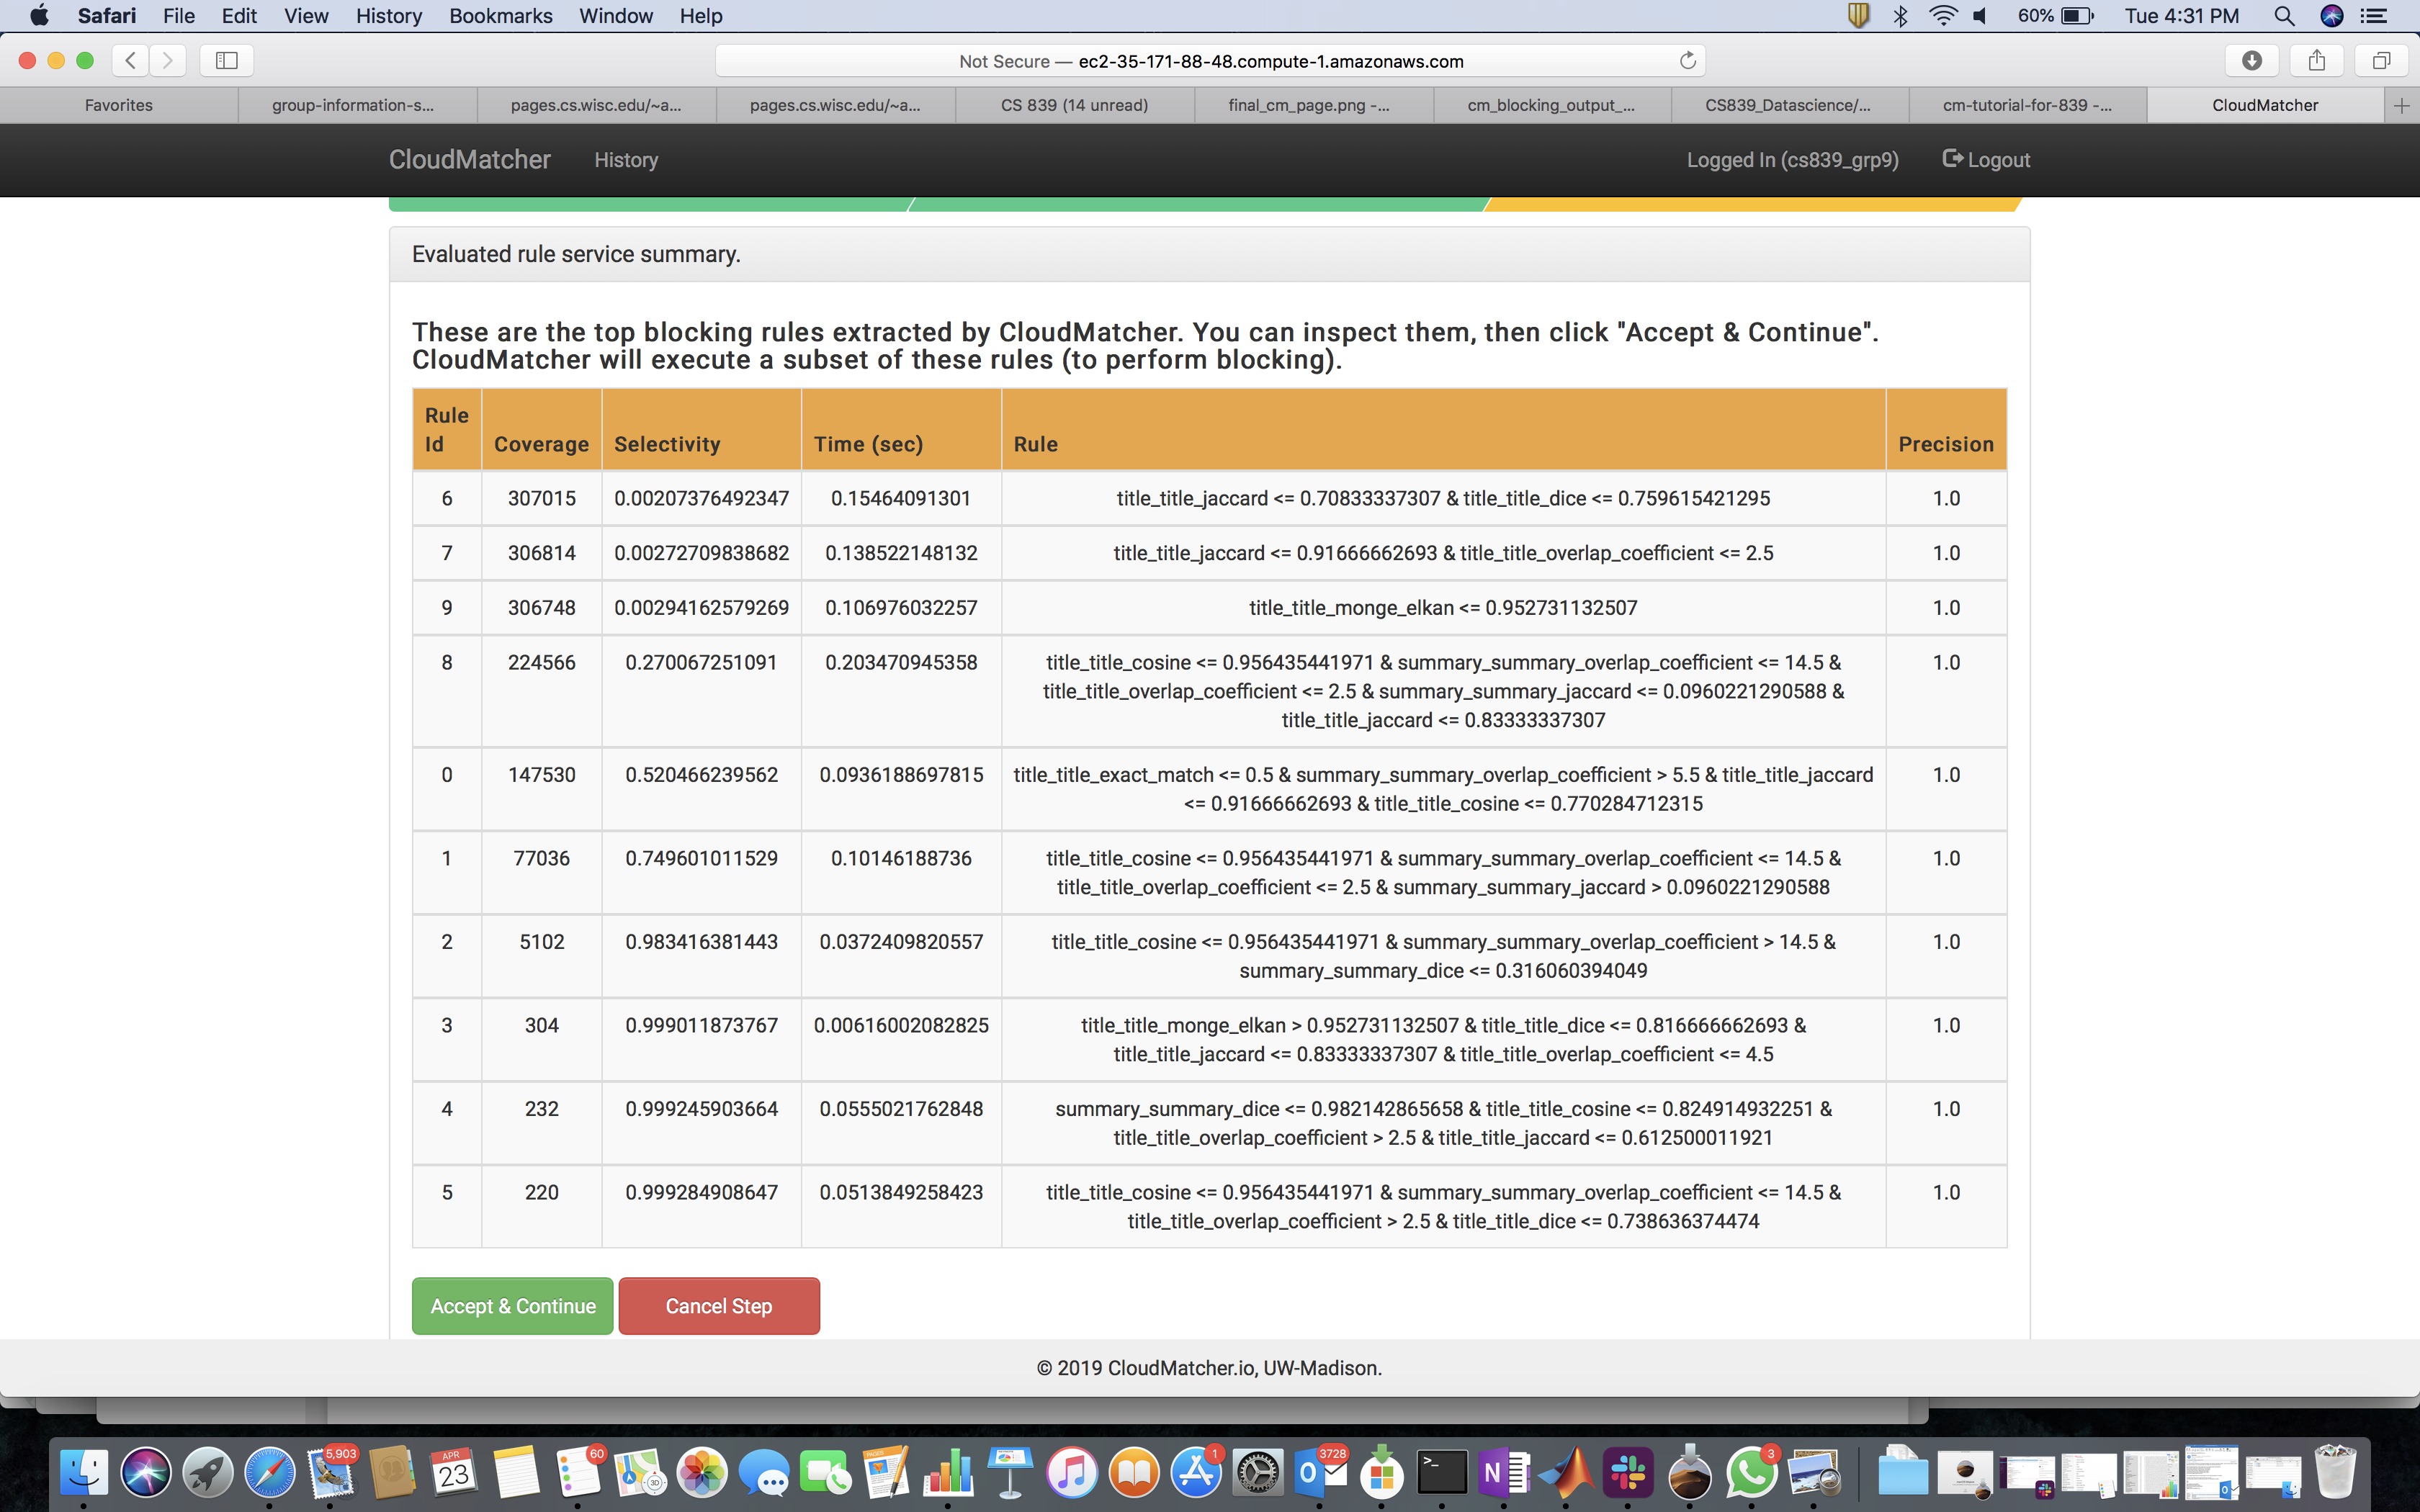 Safari File Edit View History Bookmarks Window Help 60% Tue 4:31 PM
Not Secure — ec2-35-171-88-48.compute-1.amazonaws.com
Favorites group-information-s... pages.cs.wisc.edu/~a... pages.cs.wisc.edu/~a... CS 839 (14 unread) final_cm_page.png -... cm_blocking_output_... CS839_Datascience/... cm-tutorial-for-839 -... CloudMatcher
CloudMatcher History Logged In (cs839_grp9) Logout
Evaluated rule service summary.
These are the top blocking rules extracted by CloudMatcher. You can inspect them, then click "Accept & Continue".
CloudMatcher will execute a subset of these rules (to perform blocking).
Rule Id Coverage Selectivity Time (sec) Rule Precision
6 307015 0.00207376492347 0.15464091301 title_title_jaccard <= 0.70833337307 & title_title_dice <= 0.759615421295 1.0
7 306814 0.00272709838682 0.138522148132 title_title_jaccard <= 0.91666662693 & title_title_overlap_coefficient <= 2.5 1.0
9 306748 0.00294162579269 0.106976032257 title_title_monge_elkan <= 0.952731132507 1.0
8 224566 0.270067251091 0.203470945358 title_title_cosine <= 0.956435441971 & summary_summary_overlap_coefficient <= 14.5 & 1.0
title_title_overlap_coefficient <= 2.5 & summary_summary_jaccard <= 0.0960221290588 &
title_title_jaccard <= 0.83333337307
0 147530 0.520466239562 0.0936188697815 title_title_exact_match <= 0.5 & summary_summary_overlap_coefficient > 5.5 & title_title_jaccard 1.0
<= 0.91666662693 & title_title_cosine <= 0.770284712315
1 77036 0.749601011529 0.10146188736 title_title_cosine <= 0.956435441971 & summary_summary_overlap_coefficient <= 14.5 & 1.0
title_title_overlap_coefficient <= 2.5 & summary_summary_jaccard > 0.0960221290588
2 5102 0.983416381443 0.0372409820557 title_title_cosine <= 0.956435441971 & summary_summary_overlap_coefficient > 14.5 & 1.0
summary_summary_dice <= 0.316060394049
3 304 0.999011873767 0.00616002082825 title_title_monge_elkan > 0.952731132507 & title_title_dice <= 0.816666662693 & 1.0
title_title_jaccard <= 0.83333337307 & title_title_overlap_coefficient <= 4.5
4 232 0.999245903664 0.0555021762848 summary_summary_dice <= 0.982142865658 & title_title_cosine <= 0.824914932251 & 1.0
title_title_overlap_coefficient > 2.5 & title_title_jaccard <= 0.612500011921
5 220 0.999284908647 0.0513849258423 title_title_cosine <= 0.956435441971 & summary_summary_overlap_coefficient <= 14.5 & 1.0
title_title_overlap_coefficient > 2.5 & title_title_dice <= 0.738636374474
Accept & Continue Cancel Step
© 2019 CloudMatcher.io, UW-Madison.
5,903 APR 23 60 3D PAGES 1 3728 3